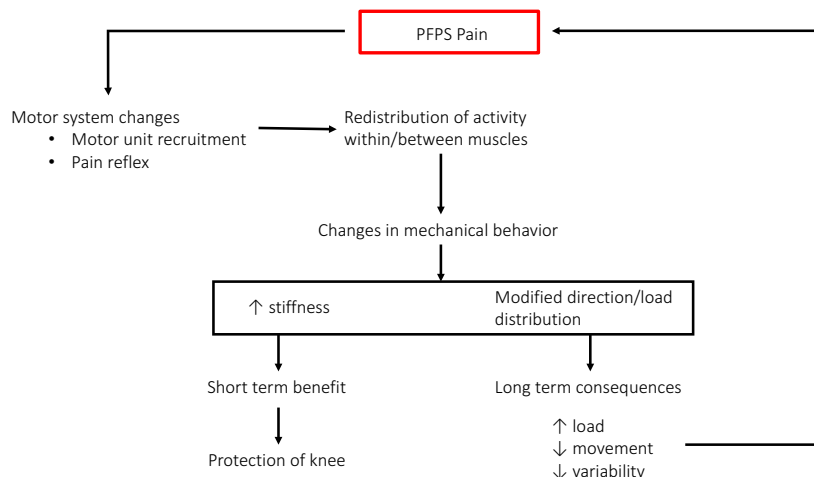 PFPS Pain
Motor system changes
• Motor unit recruitment
• Pain reflex
Redistribution of activity
within/between muscles
Changes in mechanical behavior
↑ stiffness
Modified direction/load
distribution
Short term benefit
Long term consequences
Protection of knee
↑ load
↓ movement
↓ variability